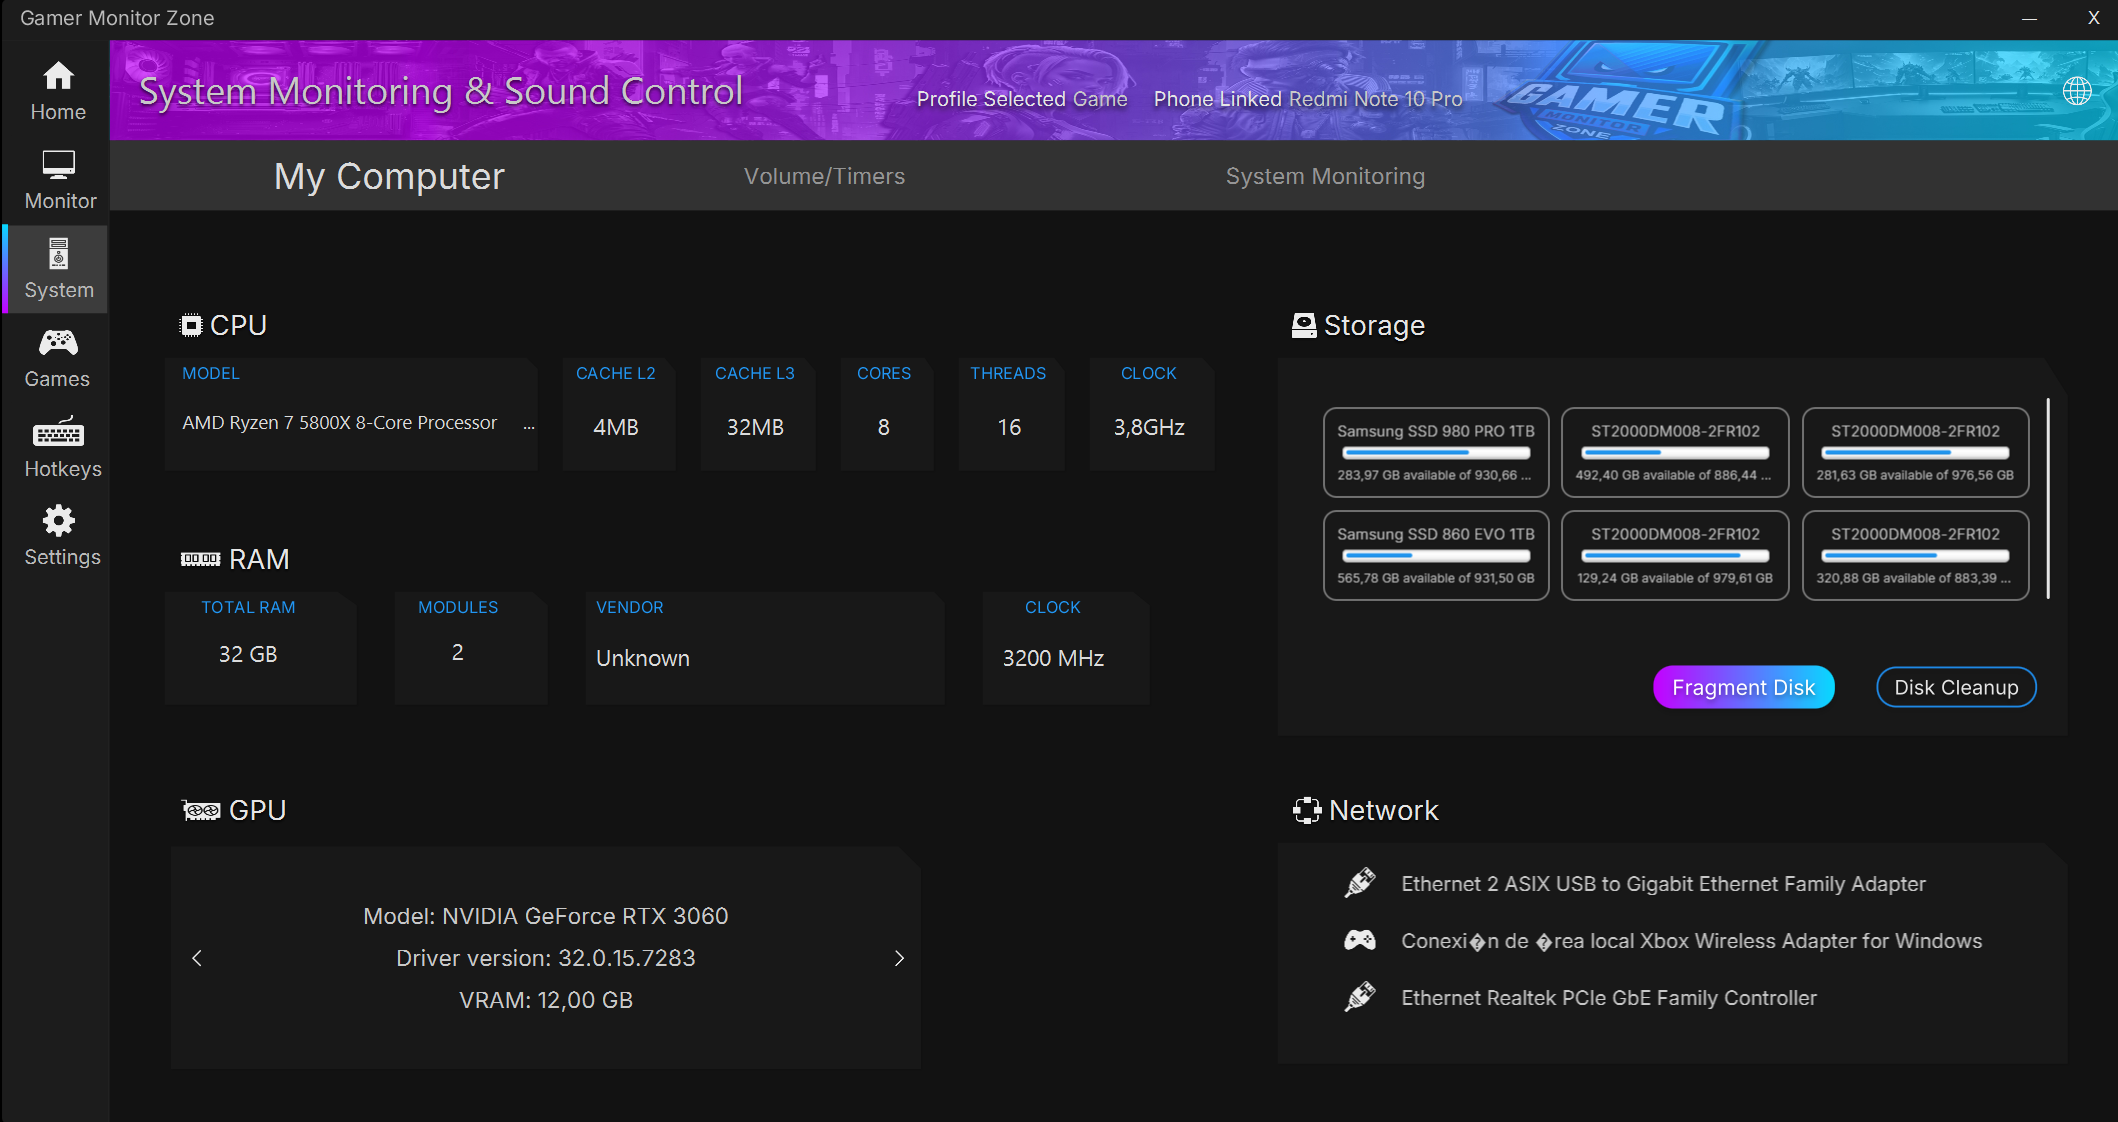 Gamer Monitor Zone
X
Home
Monitor
System
Games
Hotkeys
Settings
System Monitoring & Sound Control
Profile Selected Game
Phone Linked Redmi Note 10 Pro
GAMER
MONITOR
ZONE
My Computer
Volume/Timers
System Monitoring
CPU
MODEL
AMD Ryzen 7 5800X 8-Core Processor ...
CACHE L2
4MB
CACHE L3
32MB
CORES
8
THREADS
16
CLOCK
3,8GHz
RAM
TOTAL RAM
32 GB
MODULES
2
VENDOR
Unknown
CLOCK
3200 MHz
GPU
Model: NVIDIA GeForce RTX 3060
Driver version: 32.0.15.7283
VRAM: 12,00 GB
Storage
Samsung SSD 980 PRO 1TB
283,97 GB available of 930,66 ...
ST2000DM008-2FR102
492,40 GB available of 886,44 ...
ST2000DM008-2FR102
281,63 GB available of 976,56 GB
Samsung SSD 860 EVO 1TB
565,78 GB available of 931,50 GB
ST2000DM008-2FR102
129,24 GB available of 979,61 GB
ST2000DM008-2FR102
320,88 GB available of 883,39 ...
Fragment Disk
Disk Cleanup
Network
Ethernet 2 ASIX USB to Gigabit Ethernet Family Adapter
Conexi�n de �rea local Xbox Wireless Adapter for Windows
Ethernet Realtek PCIe GbE Family Controller